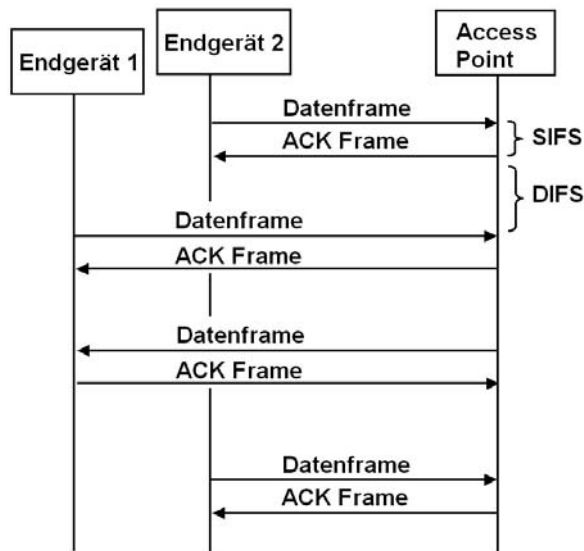 Endgerät 1
Endgerät 2
Access
Point
Datenframe
ACK Frame
SIFS
DIFS
Datenframe
ACK Frame
Datenframe
ACK Frame
Datenframe
ACK Frame